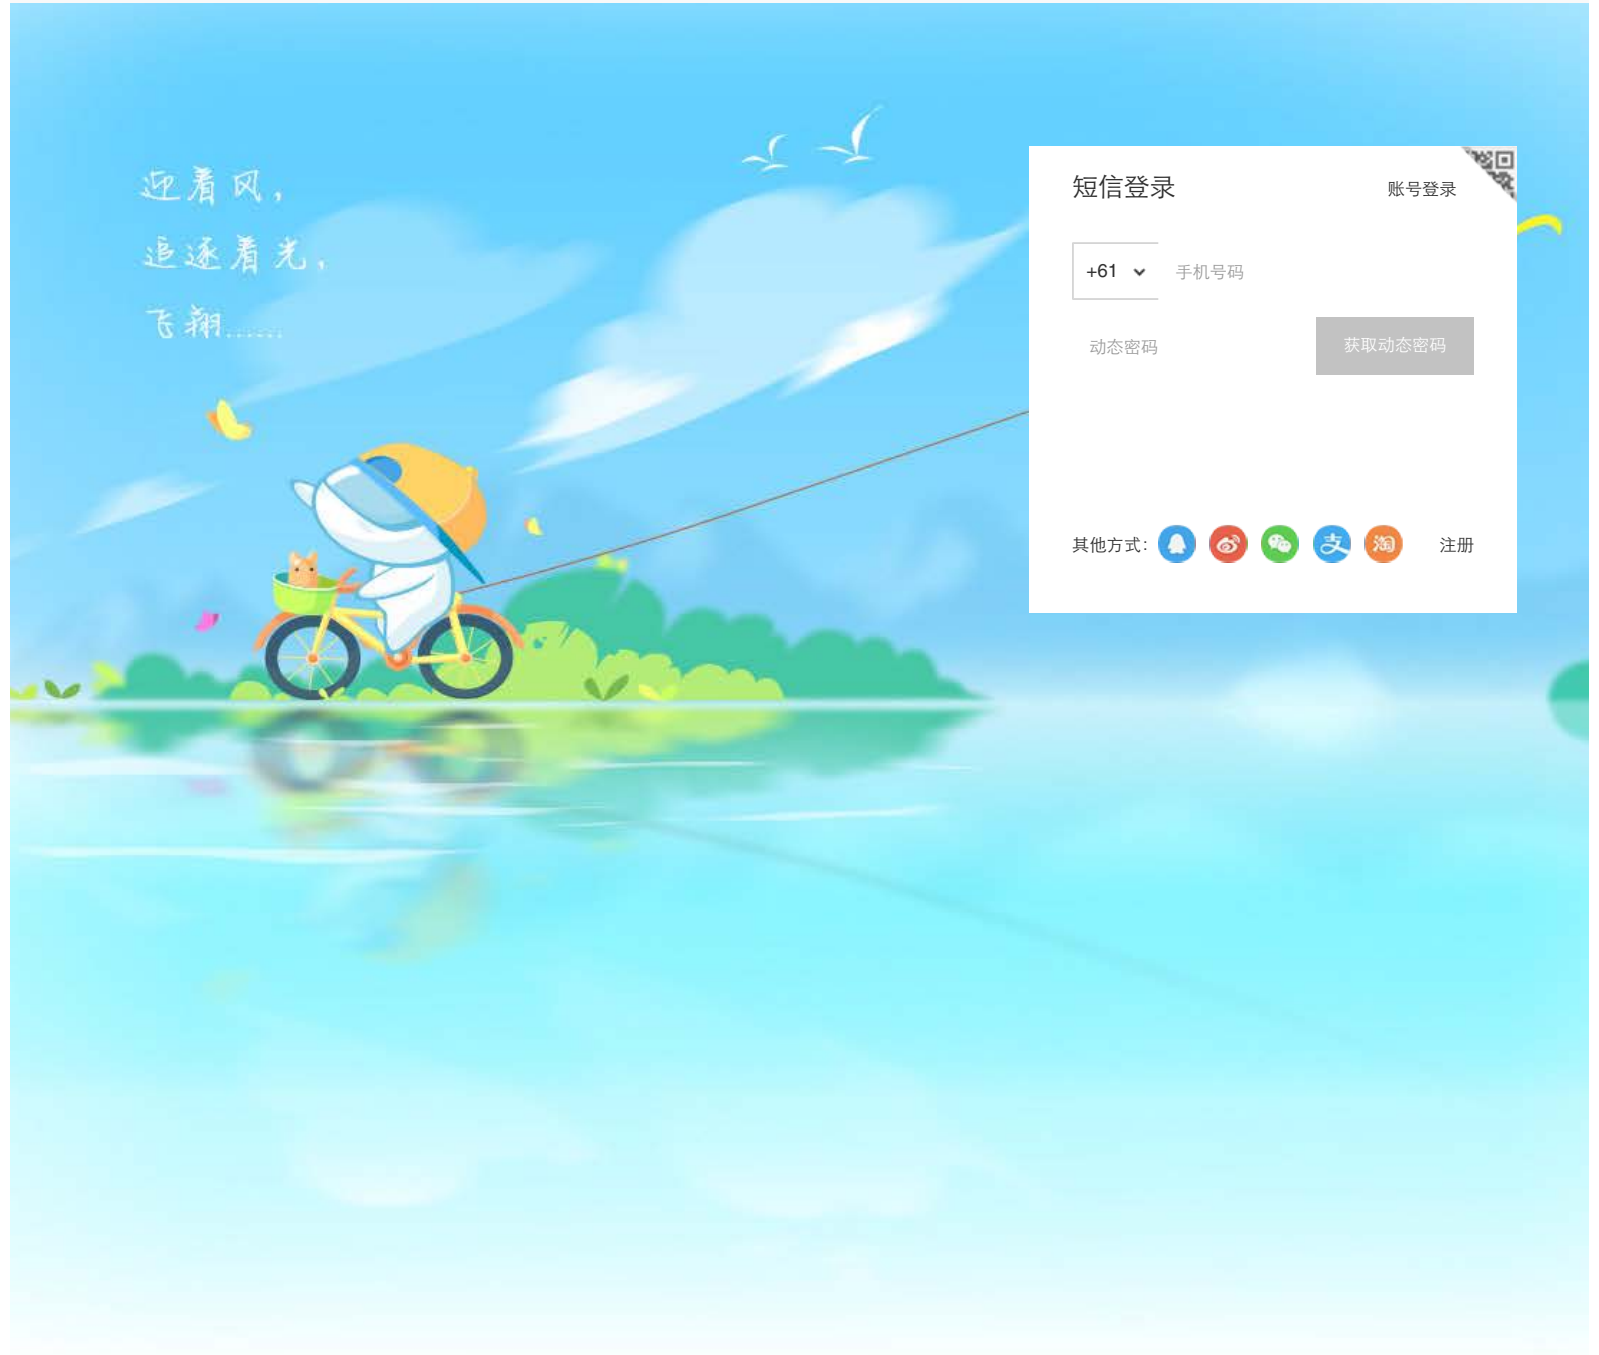 迎着风，
追逐着光，
飞翔......
短信登录
账号登录
+61
手机号码
动态密码
获取动态密码
其他方式：
支
淘
注册